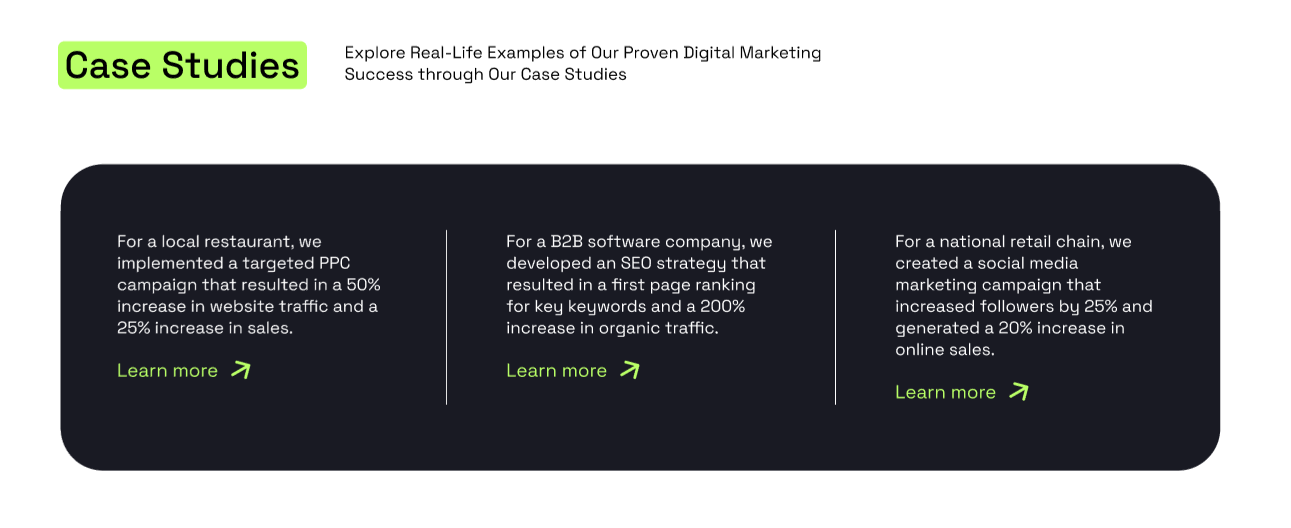 Case Studies
Explore Real-Life Examples of Our Proven Digital Marketing
Success through Our Case Studies
For a local restaurant, we
implemented a targeted PPC
campaign that resulted in a 50%
increase in website traffic and a
25% increase in sales.
Learn more
For a B2B software company, we
developed an SEO strategy that
resulted in a first page ranking
for key keywords and a 200%
increase in organic traffic.
Learn more
For a national retail chain, we
created a social media
marketing campaign that
increased followers by 25% and
generated a 20% increase in
online sales.
Learn more